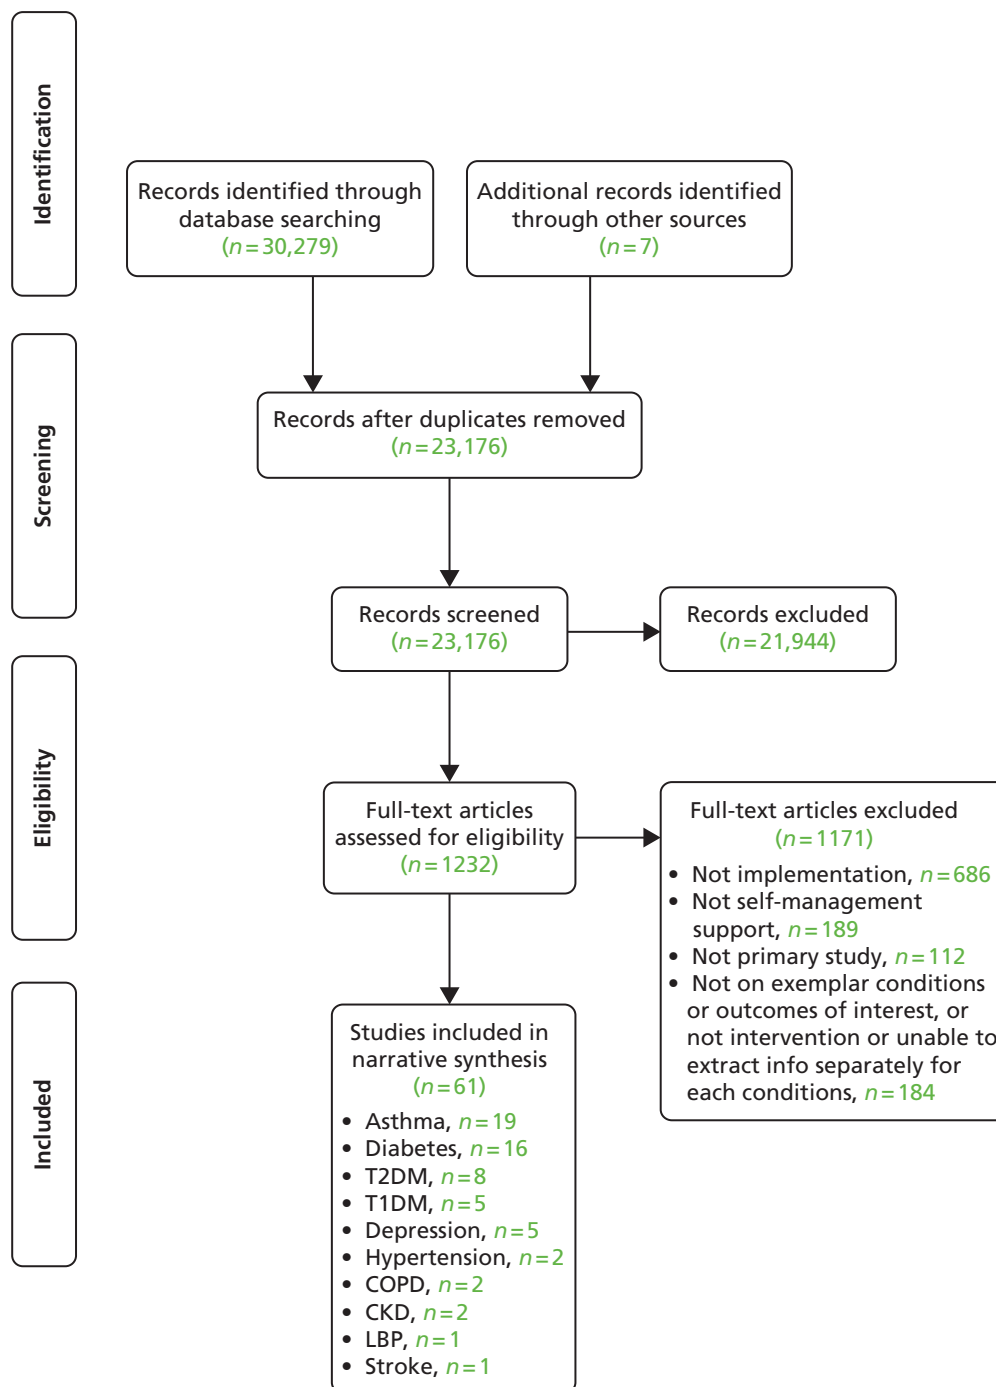 Identification
Records identified through
database searching
(n=30,279)
Additional records identified
through other sources
(n=7)
Screening
Records after duplicates removed
(n=23,176)
Records screened
(n=23,176)
Records excluded
(n=21,944)
Eligibility
Full-text articles
assessed for eligibility
(n=1232)
Full-text articles excluded
(n=1171)
• Not implementation, n=686
• Not self-management
support, n=189
• Not primary study, n=112
• Not on exemplar conditions
or outcomes of interest, or
not intervention or unable to
extract info separately for
each conditions, n=184
Included
Studies included in
narrative synthesis
(n=61)
• Asthma, n=19
• Diabetes, n=16
• T2DM, n=8
• T1DM, n=5
• Depression, n=5
• Hypertension, n=2
• COPD, n=2
• CKD, n=2
• LBP, n=1
• Stroke, n=1